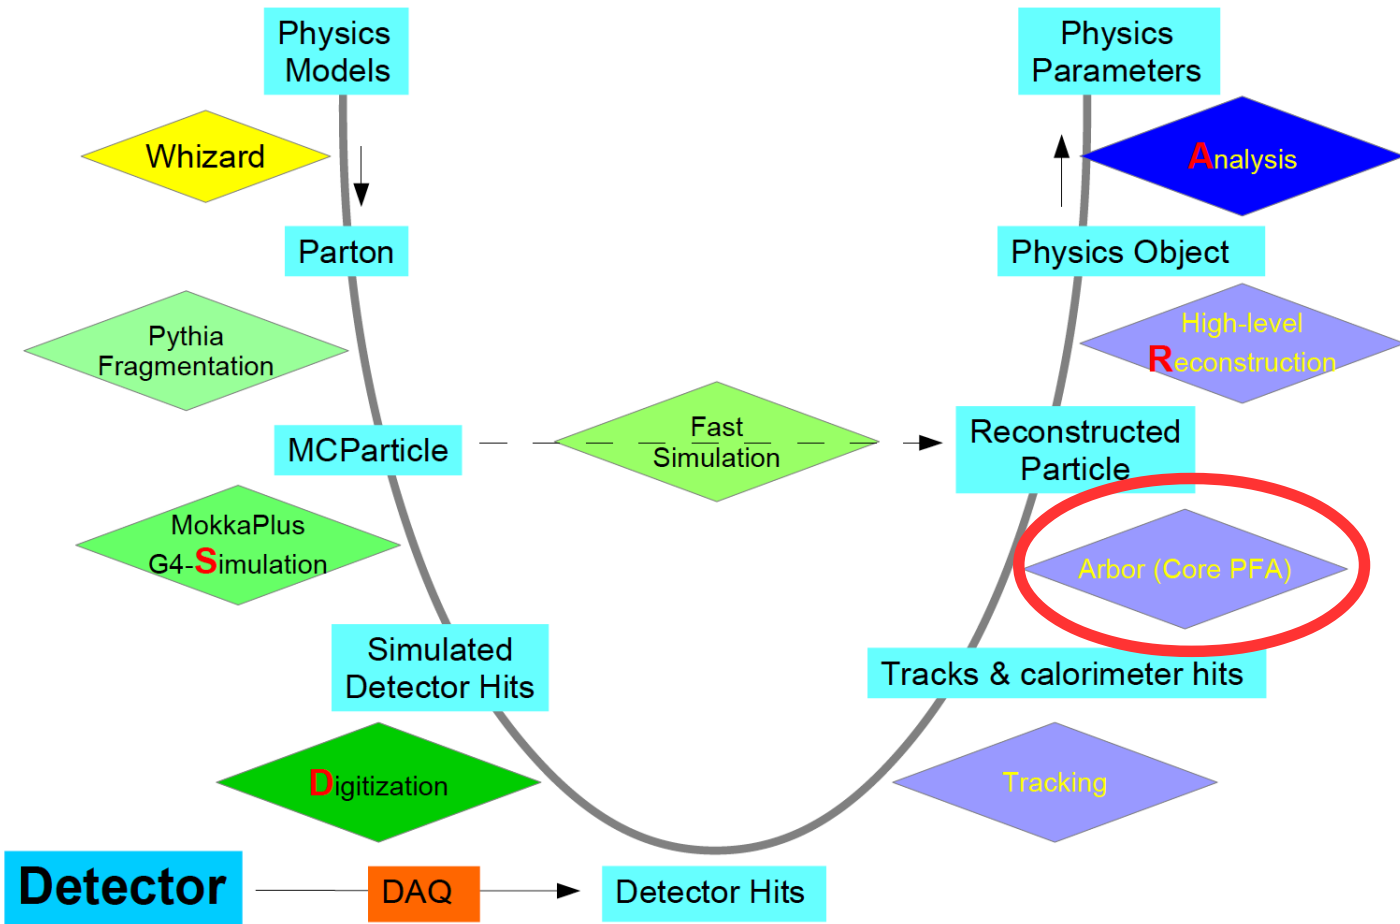 Physics
Models
Physics
Parameters
Whizard
Analysis
Parton
Physics Object
Pythia
Fragmentation
High-level
Reconstruction
MCParticle
Fast
Simulation
Reconstructed
Particle
MokkaPlus
G4-Simulation
Arbor (Core PFA)
Simulated
Detector Hits
Tracks & calorimeter hits
Digitization
Tracking
Detector
DAQ
Detector Hits